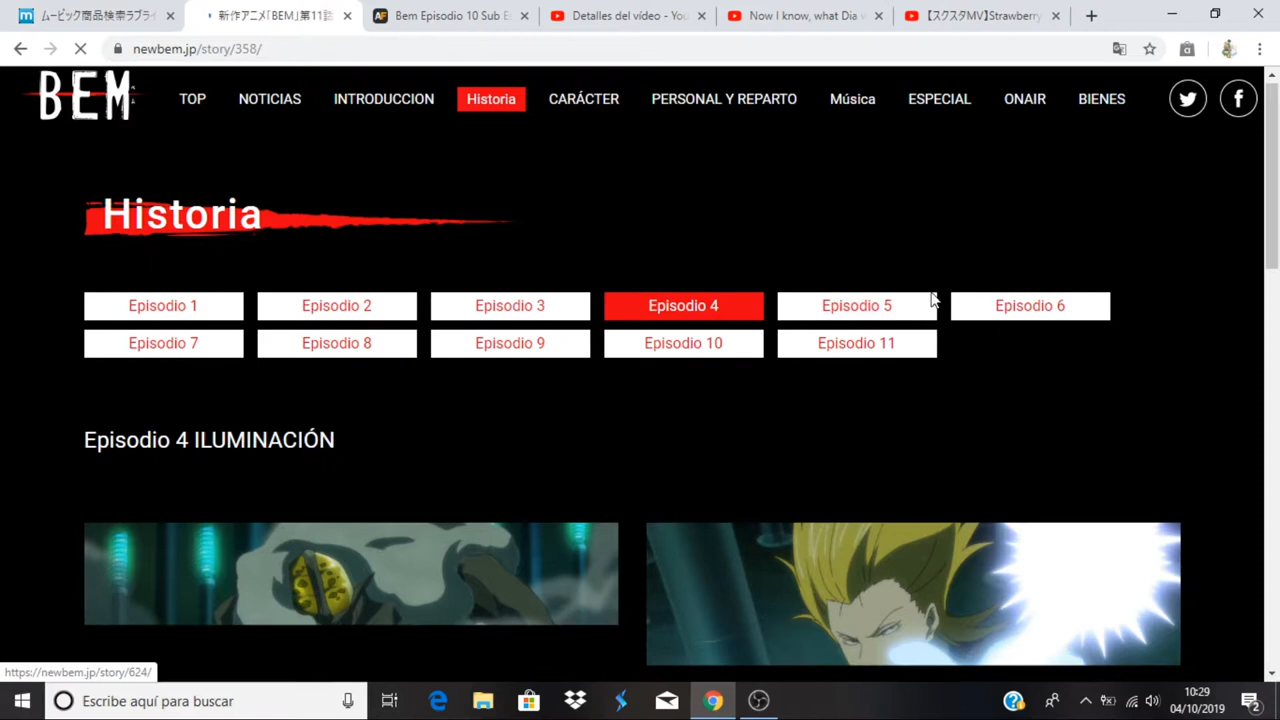 ムービック商品検索ラブライ
新作アニメ「BEM」第11話
Bem Episodio 10 Sub Es
Detalles del vídeo - You
Now I know, what Dia v
【スクスタMV】Strawberry
newbem.jp/story/358/
BEM
TOP
NOTICIAS
INTRODUCCION
Historia
CARÁCTER
PERSONAL Y REPARTO
Música
ESPECIAL
ONAIR
BIENES
Historia
Episodio 1
Episodio 2
Episodio 3
Episodio 4
Episodio 5
Episodio 6
Episodio 7
Episodio 8
Episodio 9
Episodio 10
Episodio 11
Episodio 4 ILUMINACIÓN
https://newbem.jp/story/624/
Escribe aquí para buscar
10:29
04/10/2019
2